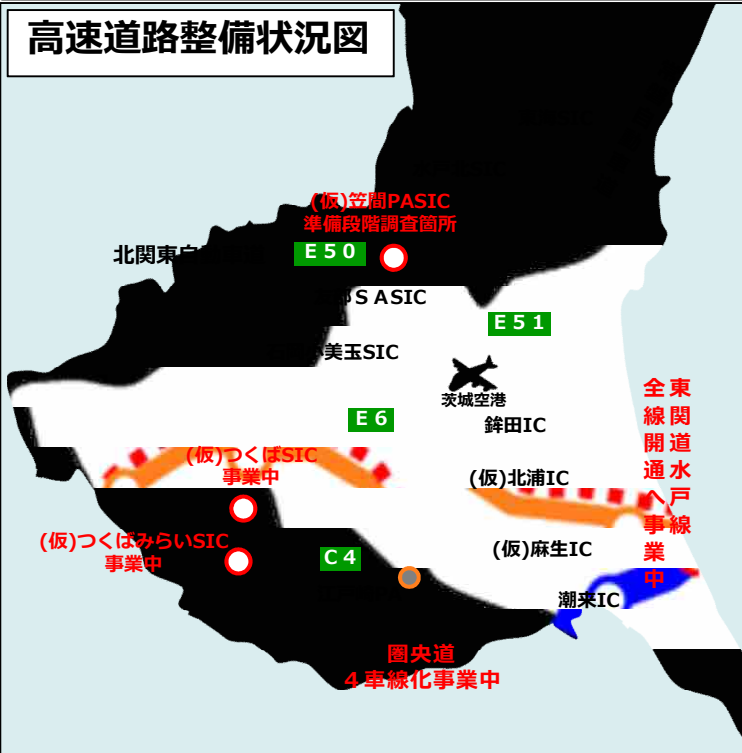 高速道路整備状況図
(仮)笠間PASIC
準備段階調査箇所
北関東自
E50
SASIC
E51
美玉SIC
茨城空港
E6
鉾田IC
東関道水戸線
全線開通へ事業中
(仮)つくばSIC
事業中
(仮)北浦IC
(仮)つくばみらいSIC
事業中
C4
(仮)麻生IC
潮来IC
圏央道
4車線化事業中